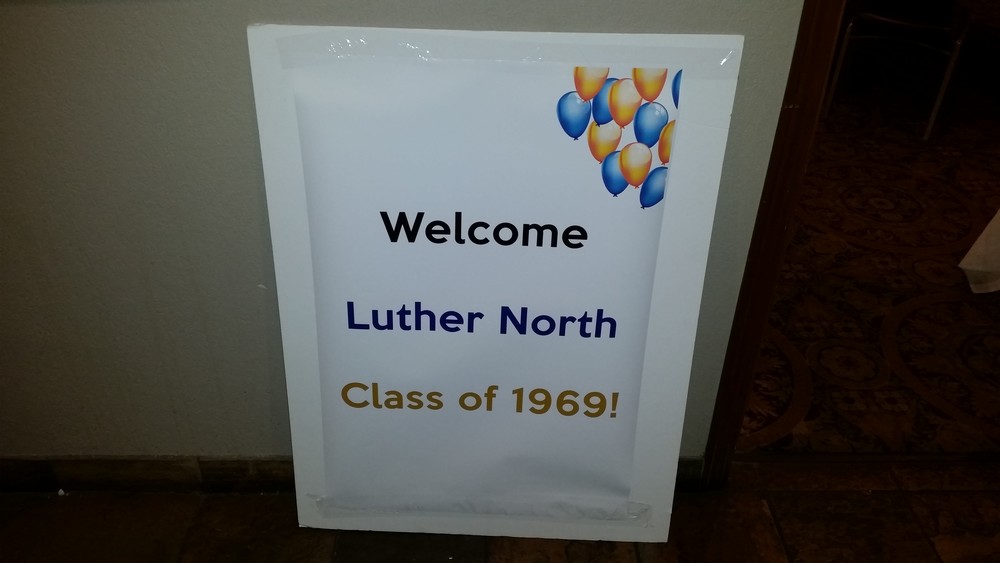 Welcome
Luther North
Class of 1969!